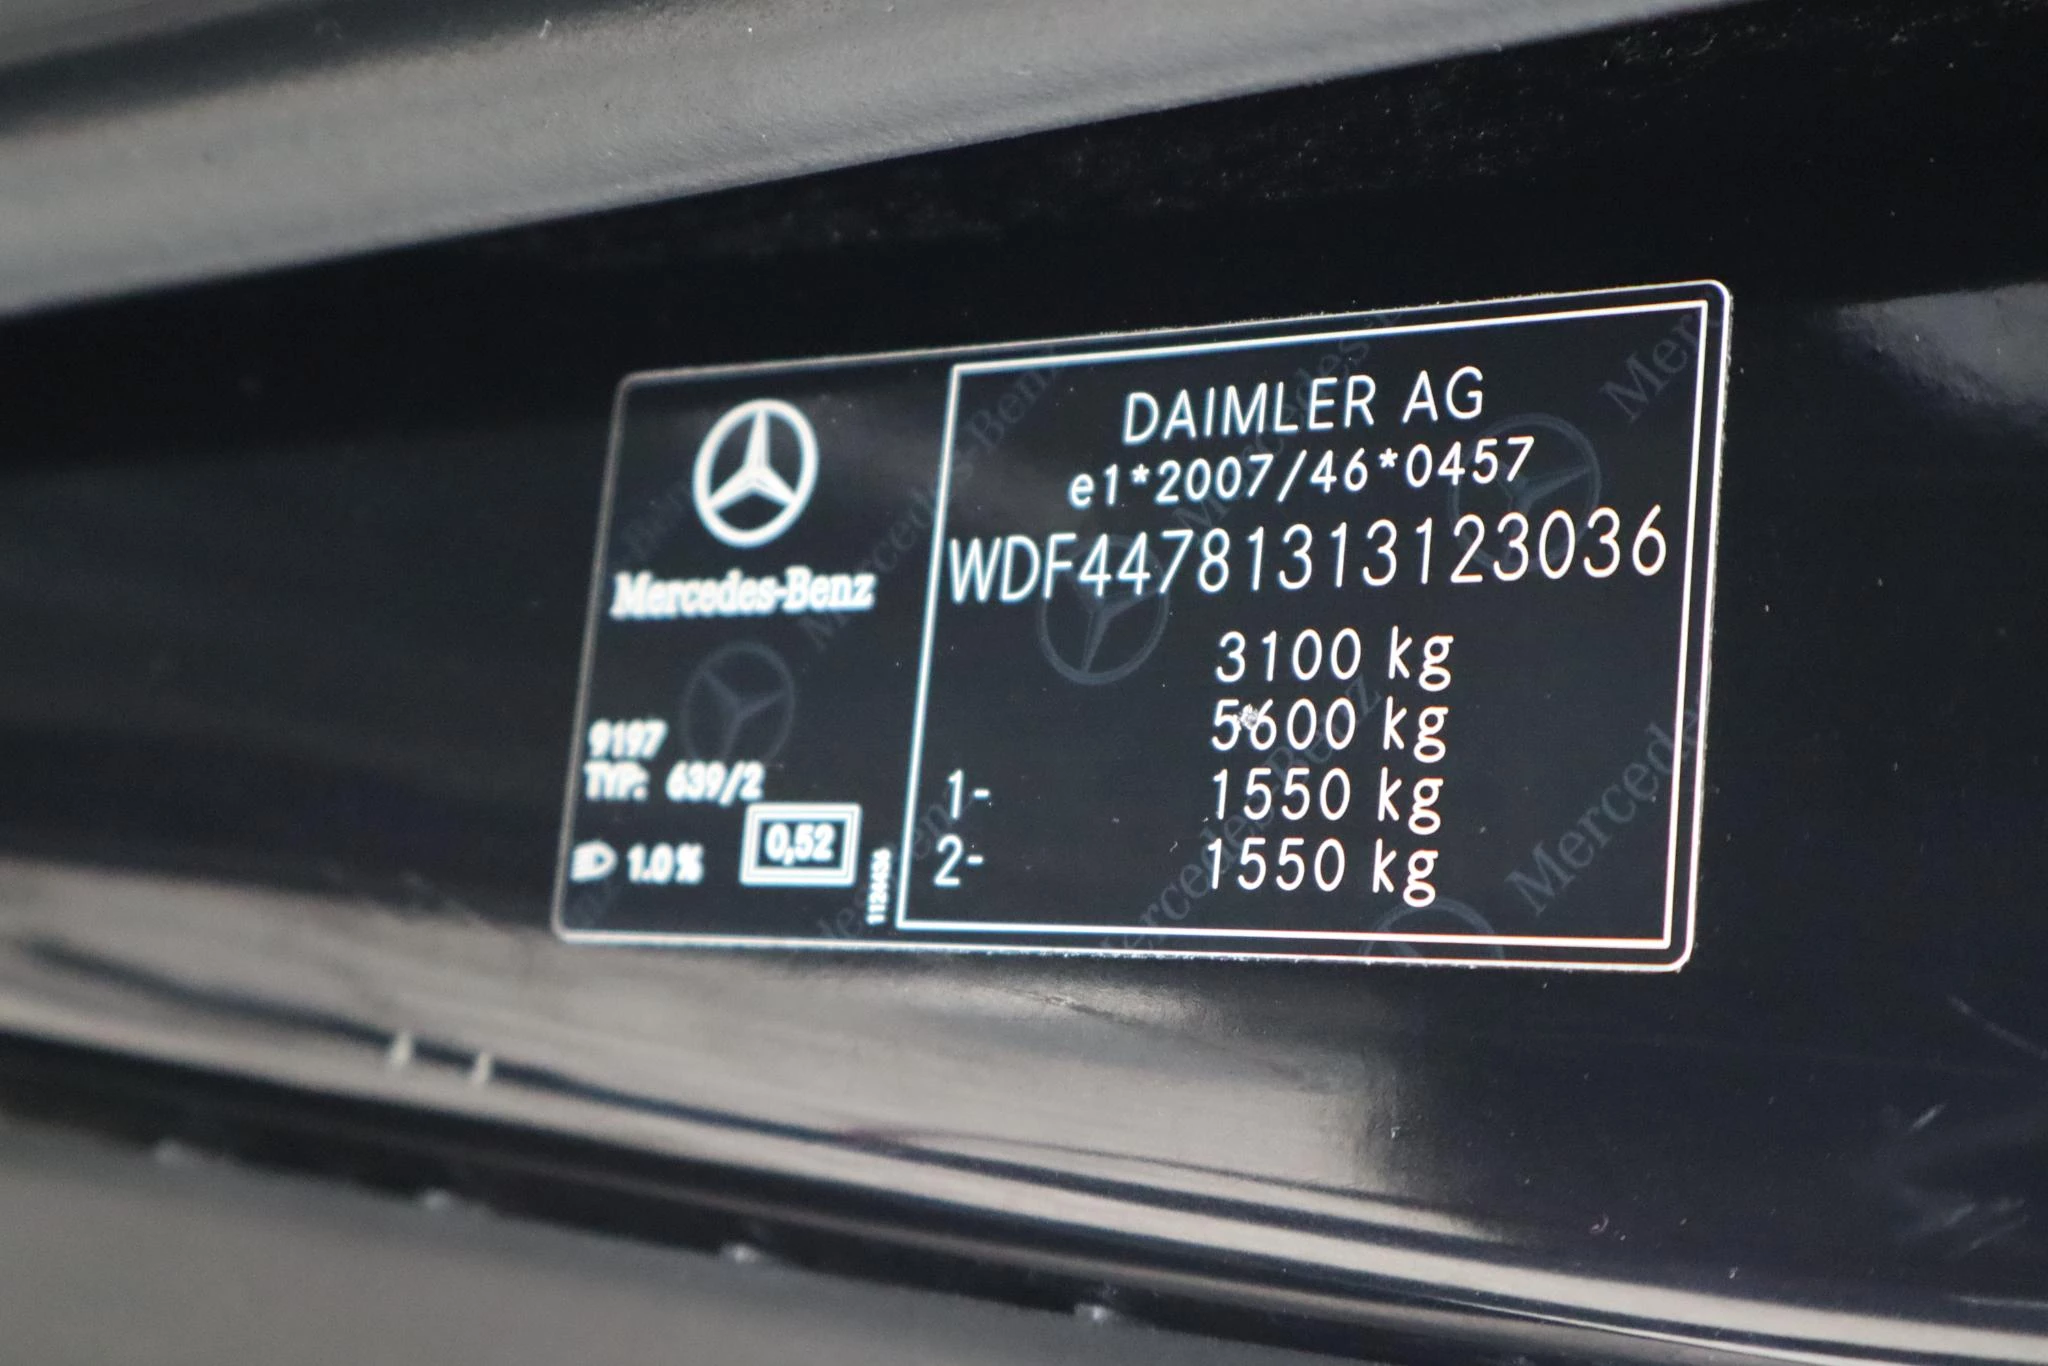 Mercedes-Benz
9197
TYP: 639/2
1.0%
0,52
DAIMLER AG
e1*2007/46*0457
WDF44781313123036
3100 kg
5600 kg
1- 1550 kg
2- 1550 kg